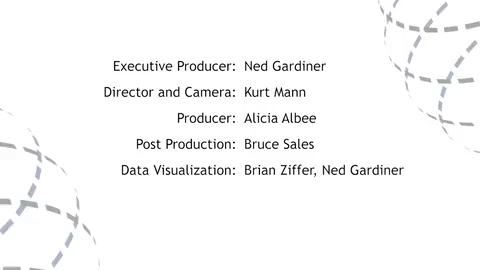 Executive Producer: Ned Gardiner
Director and Camera: Kurt Mann
Producer: Alicia Albee
Post Production: Bruce Sales
Data Visualization: Brian Ziffer, Ned Gardiner